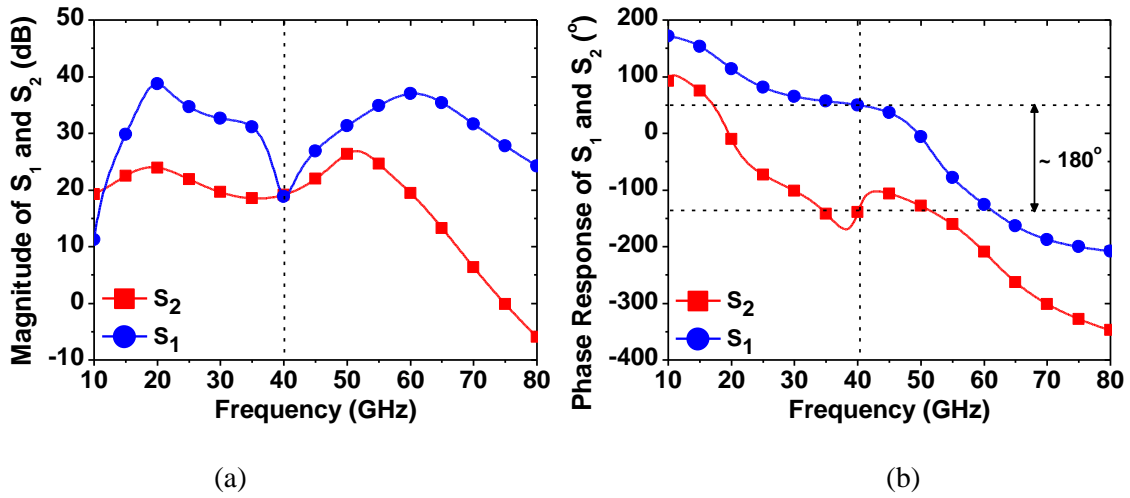 Magnitude of S1 and S2 (dB)
50
40
30
20
10
0
-10
S2
S1
10 20 30 40 50 60 70 80
Frequency (GHz)
(a)
Phase Response of S1 and S2 (o)
200
100
0
-100
-200
-300
-400
~ 180o
S2
S1
10 20 30 40 50 60 70 80
Frequency (GHz)
(b)